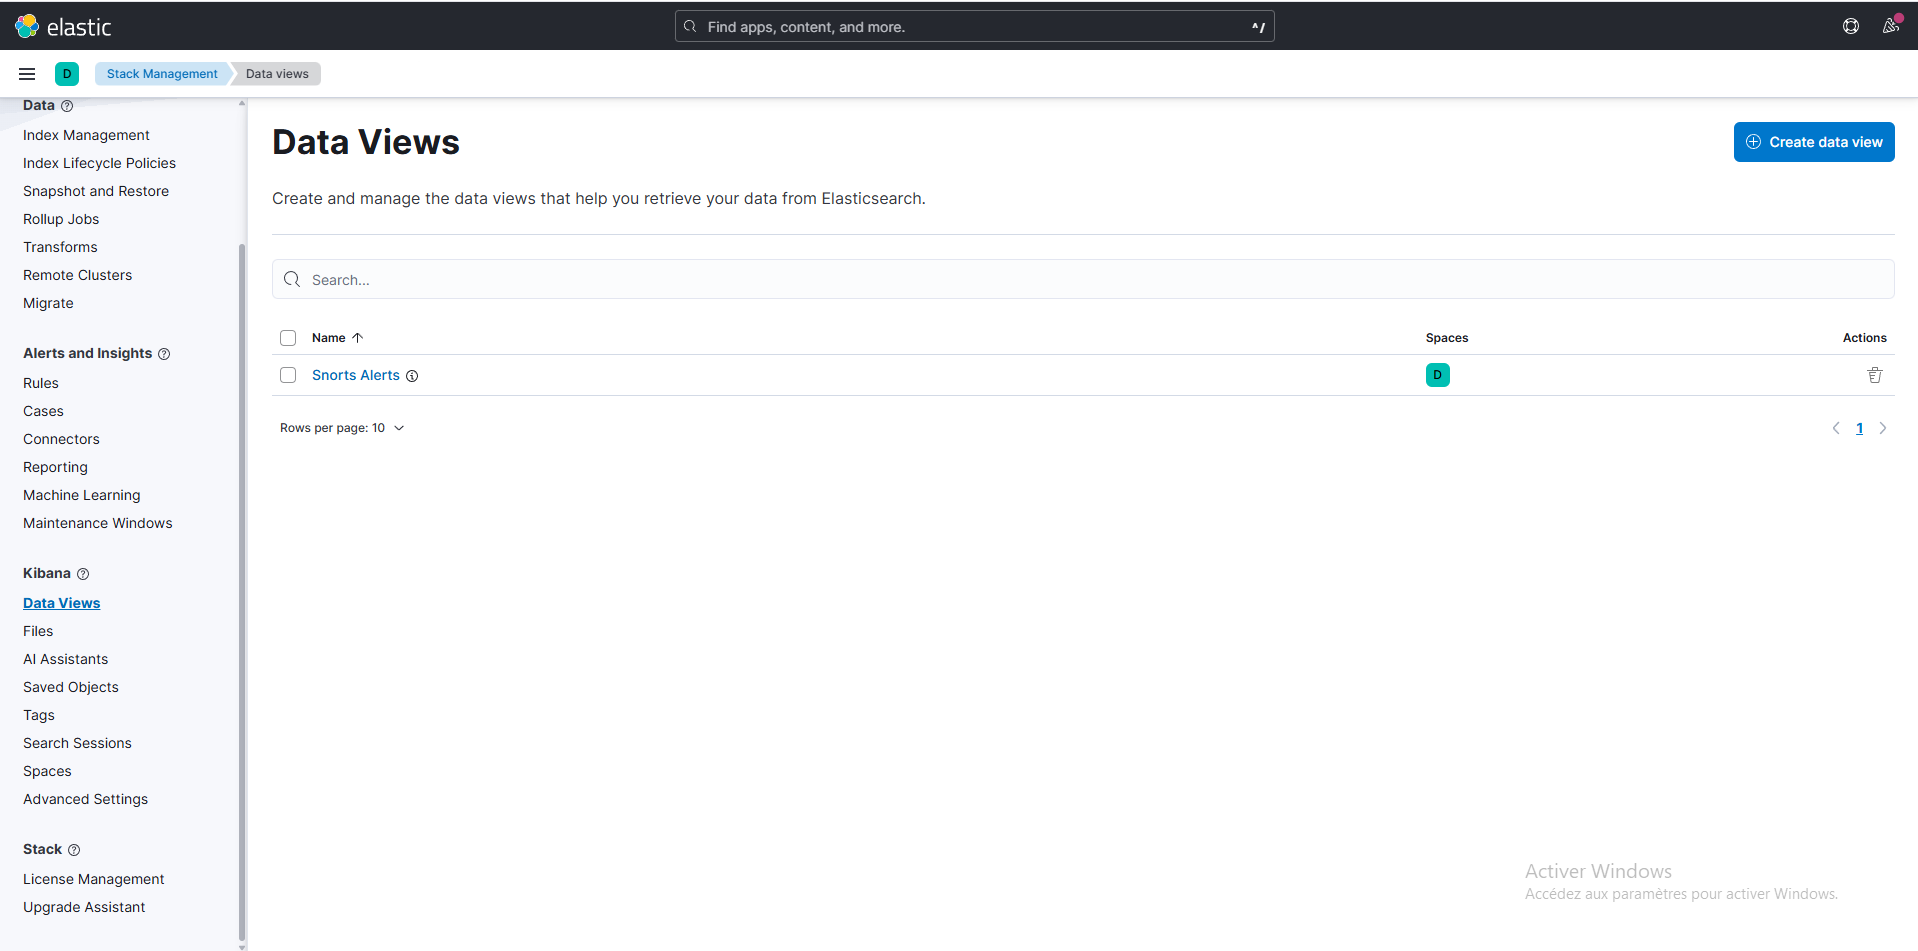 elastic
Find apps, content, and more.
^/
D
Stack Management
Data views
Data
Index Management
Index Lifecycle Policies
Snapshot and Restore
Rollup Jobs
Transforms
Remote Clusters
Migrate
Alerts and Insights
Rules
Cases
Connectors
Reporting
Machine Learning
Maintenance Windows
Kibana
Data Views
Files
AI Assistants
Saved Objects
Tags
Search Sessions
Spaces
Advanced Settings
Stack
License Management
Upgrade Assistant
Data Views
Create data view
Create and manage the data views that help you retrieve your data from Elasticsearch.
Search...
Name Spaces Actions
Snorts Alerts D
Rows per page: 10
1
Activer Windows
Accédez aux paramètres pour activer Windows.